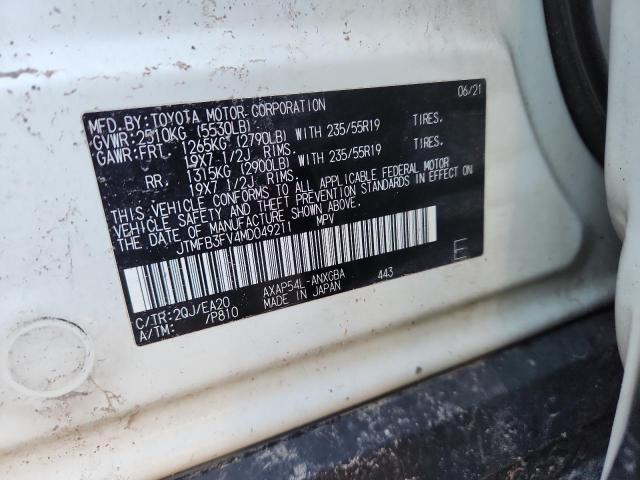 MFD. BY: TOYOTA MOTOR CORPORATION 06/21
GVWR: 2510KG (5530LB)
GAWR: FRT. 1265KG (2790LB) WITH 235/55R19 TIRES.
19X7 1/2J RIMS.
RR. 1315KG (2900LB) WITH 235/55R19 TIRES.
19X7 1/2J RIMS.
THIS VEHICLE CONFORMS TO ALL APPLICABLE FEDERAL MOTOR
VEHICLE SAFETY AND THEFT PREVENTION STANDARDS IN EFFECT ON
THE DATE OF MANUFACTURE SHOWN ABOVE.
JTMFB3FV4MD049211 MPV
E
C/TR: 2QJ/EA20 AXAP54L-ANXGBA 443
A/TM: /P810 MADE IN JAPAN